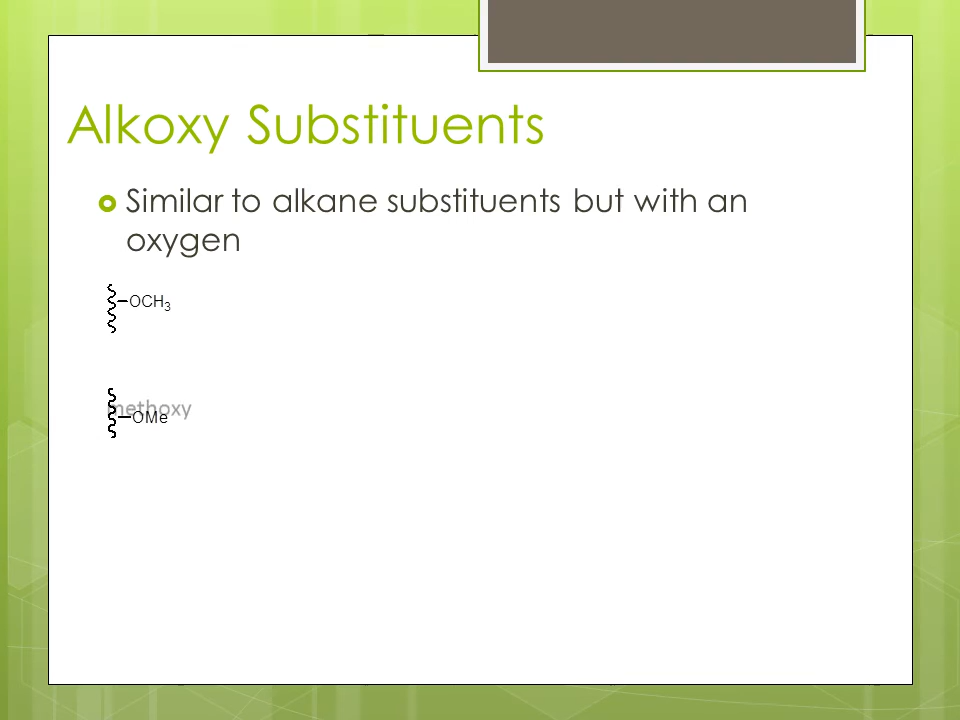 Alkoxy Substituents
Similar to alkane substituents but with an
oxygen
OCH3
methoxy
OMe